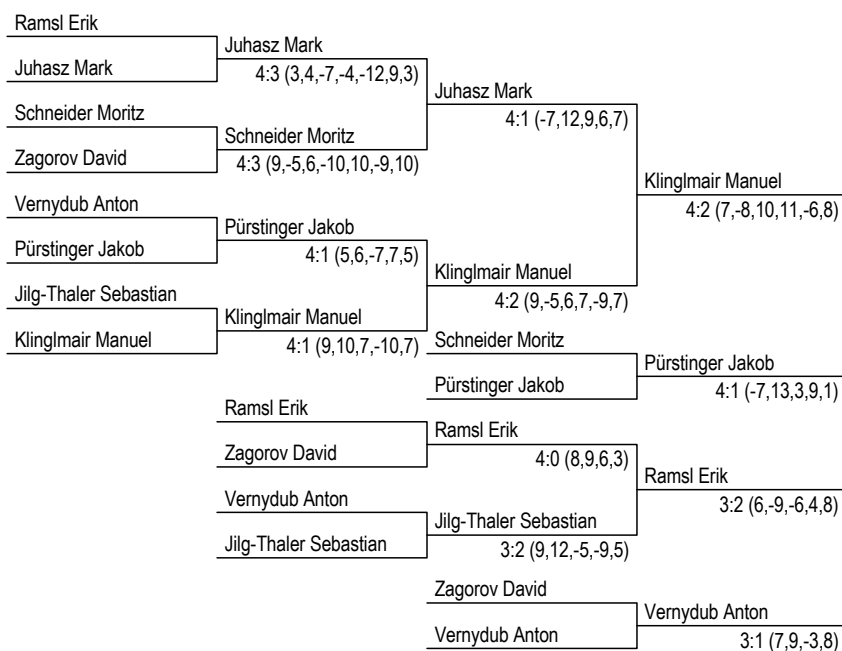 Ramsl Erik
Juhasz Mark
Juhasz Mark
4:3 (3,4,-7,-4,-12,9,3)
Juhasz Mark
4:1 (-7,12,9,6,7)
Schneider Moritz
Schneider Moritz
Zagorov David
4:3 (9,-5,6,-10,10,-9,10)
Klinglmair Manuel
4:2 (7,-8,10,11,-6,8)
Vernydub Anton
Pürstinger Jakob
Pürstinger Jakob
4:1 (5,6,-7,7,5)
Klinglmair Manuel
4:2 (9,-5,6,7,-9,7)
Jilg-Thaler Sebastian
Klinglmair Manuel
Klinglmair Manuel
4:1 (9,10,7,-10,7)
Schneider Moritz
Pürstinger Jakob
Pürstinger Jakob
4:1 (-7,13,3,9,1)
Ramsl Erik
Ramsl Erik
Zagorov David
4:0 (8,9,6,3)
Ramsl Erik
3:2 (6,-9,-6,4,8)
Vernydub Anton
Jilg-Thaler Sebastian
Jilg-Thaler Sebastian
3:2 (9,12,-5,-9,5)
Zagorov David
Vernydub Anton
Vernydub Anton
3:1 (7,9,-3,8)